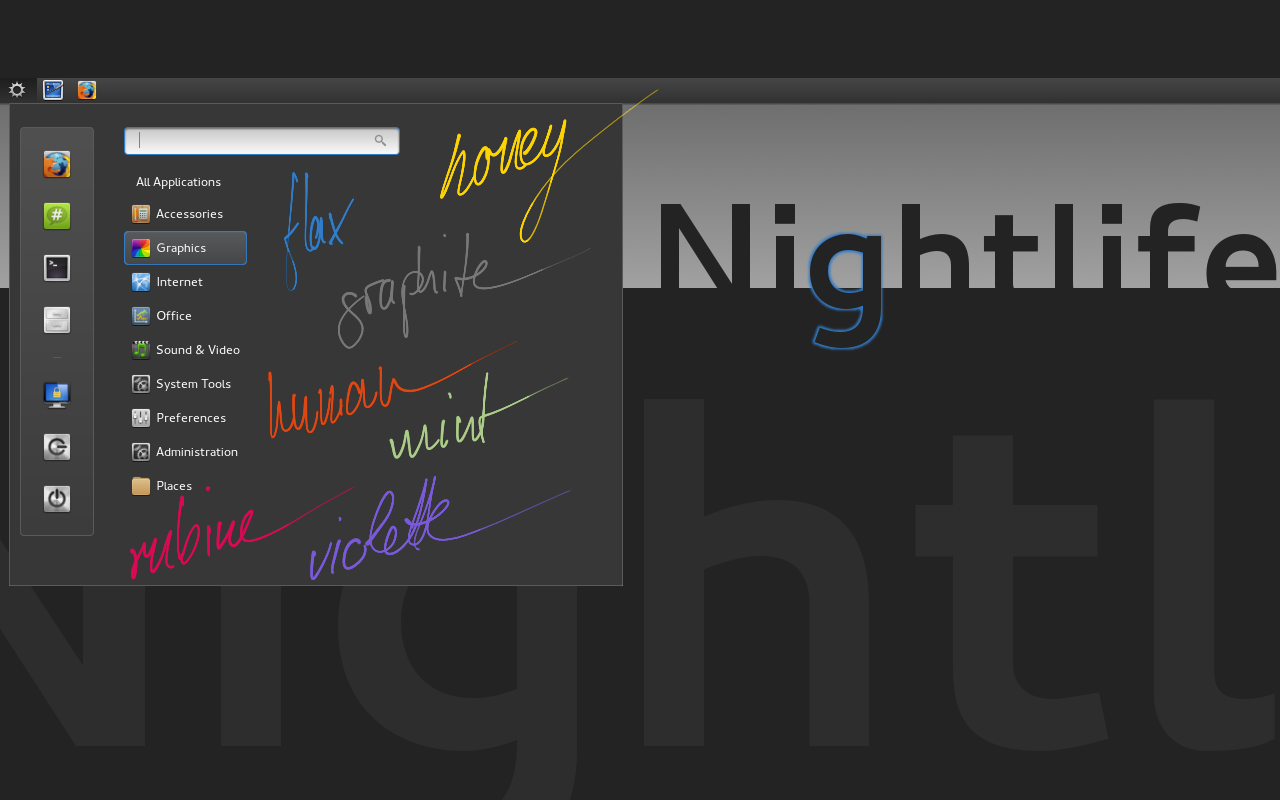 honey
All Applications
flax
Accessories
Nightlife
Graphics
graphite
Internet
Office
Sound & Video
System Tools
human
mint
Preferences
Administration
Places
rubine
violette
Nightl